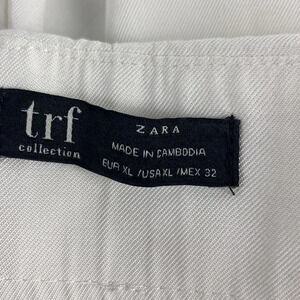 trf
collection
ZARA
MADE IN CAMBODIA
EUR XL / USA XL / MEX 32